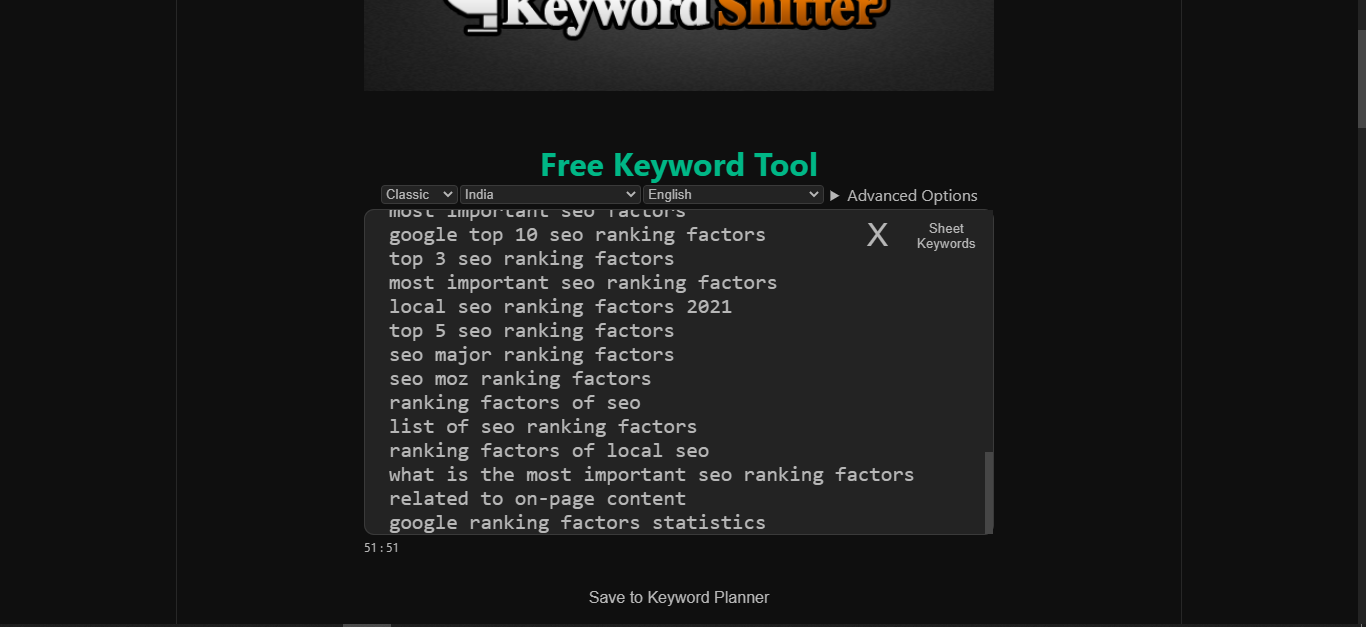 Keyword Shitter
Free Keyword Tool
Classic India English ▶ Advanced Options
most important seo factors
google top 10 seo ranking factors
X Sheet
Keywords
top 3 seo ranking factors
most important seo ranking factors
local seo ranking factors 2021
top 5 seo ranking factors
seo major ranking factors
seo moz ranking factors
ranking factors of seo
list of seo ranking factors
ranking factors of local seo
what is the most important seo ranking factors
related to on-page content
google ranking factors statistics
51:51
Save to Keyword Planner